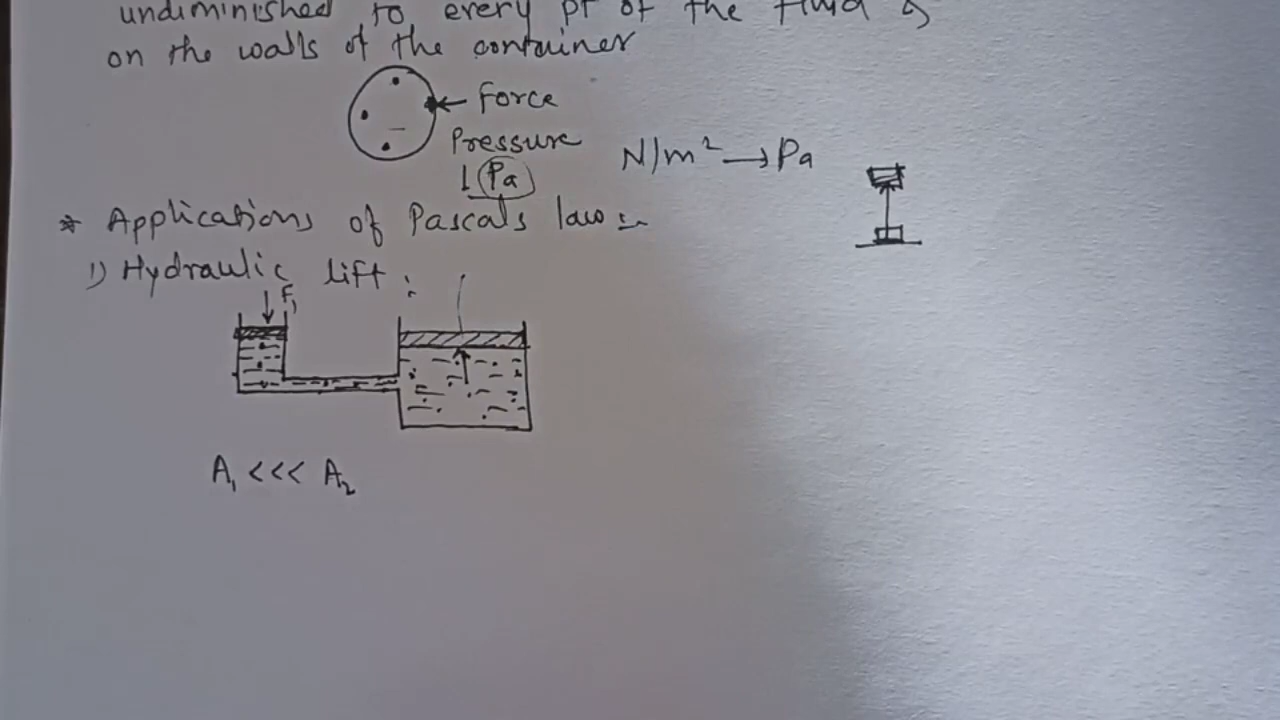 undiminished to every pt of the fluid &
on the walls of the container
Force
Pressure
1 Pa
N/m² → Pa
* Applications of Pascals law :-
1) Hydraulic lift :
F₁
A₁ <<< A₂